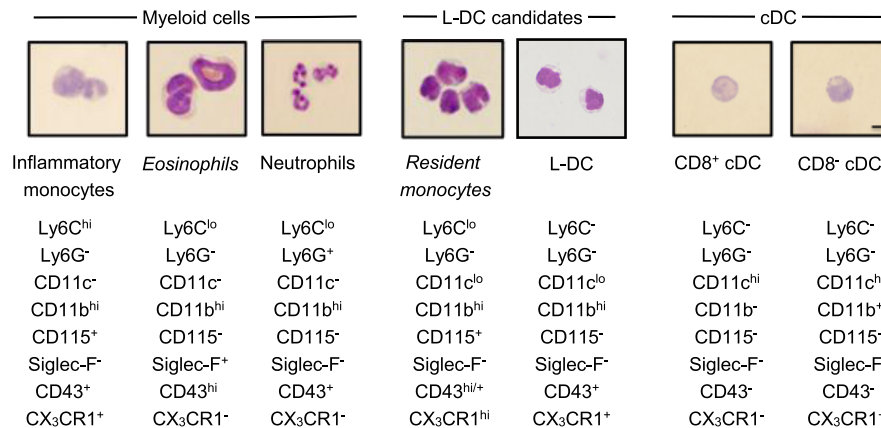 Myeloid cells L-DC candidates cDC
Inflammatory monocytes Eosinophils Neutrophils Resident monocytes L-DC CD8⁺ cDC CD8⁻ cDC
Ly6Cʰⁱ Ly6Cˡᵒ Ly6Cˡᵒ Ly6Cˡᵒ Ly6C⁻ Ly6C⁻ Ly6C⁻
Ly6G⁻ Ly6G⁻ Ly6G⁺ Ly6G⁻ Ly6G⁻ Ly6G⁻ Ly6G⁻
CD11c⁻ CD11c⁻ CD11c⁻ CD11cˡᵒ CD11cˡᵒ CD11cʰⁱ CD11cʰ
CD11bʰⁱ CD11bʰⁱ CD11bʰⁱ CD11bʰⁱ CD11bʰⁱ CD11b⁻ CD11b⁺
CD115⁺ CD115⁻ CD115⁻ CD115⁺ CD115⁻ CD115⁻ CD115⁻
Siglec-F⁻ Siglec-F⁺ Siglec-F⁻ Siglec-F⁻ Siglec-F⁻ Siglec-F⁻ Siglec-F
CD43⁺ CD43ʰⁱ CD43⁺ CD43ʰⁱ/⁺ CD43⁺ CD43⁻ CD43⁻
CX₃CR1⁺ CX₃CR1⁻ CX₃CR1⁻ CX₃CR1ʰⁱ CX₃CR1⁺ CX₃CR1⁻ CX₃CR1⁻